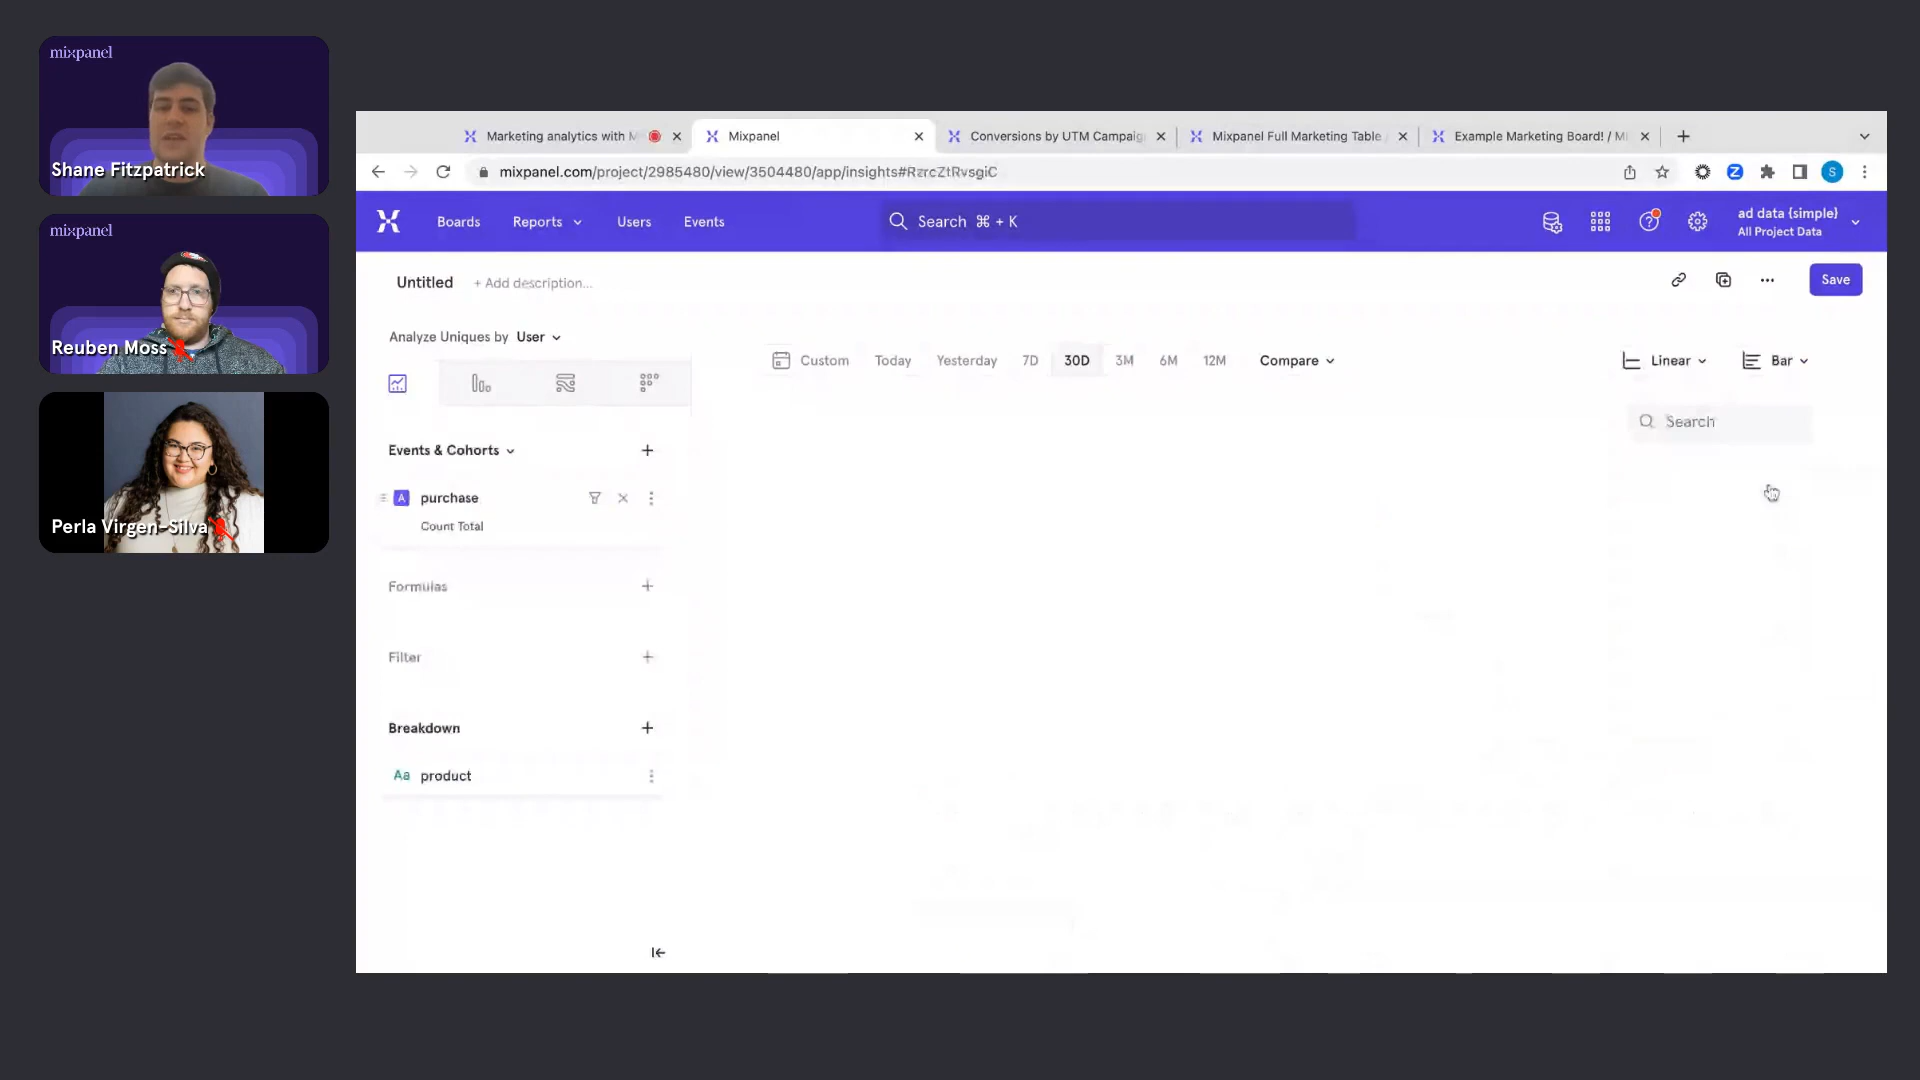 mixpanel
Shane Fitzpatrick
mixpanel
Reuben Moss
Perla Virgen-Silva
Marketing analytics with M
Mixpanel
Conversions by UTM Campaig
Mixpanel Full Marketing Table
Example Marketing Board! / M
mixpanel.com/project/2985480/view/3504480/app/insights#RzrcZtRvsgiC
Z
S
Boards
Reports
Users
Events
Search ⌘ + K
ad data {simple}
All Project Data
Untitled
+ Add description...
Save
Analyze Uniques by User
Custom
Today
Yesterday
7D
30D
3M
6M
12M
Compare
Linear
Bar
Search
Events & Cohorts
A purchase
Count Total
Formulas
Filter
Breakdown
Aa product